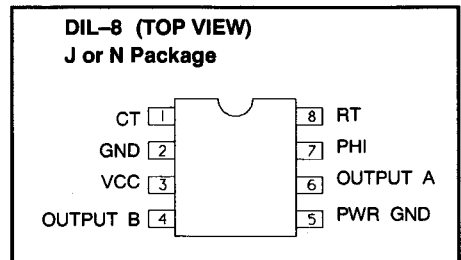 DIL–8 (TOP VIEW)
J or N Package
CT 1 8 RT
GND 2 7 PHI
VCC 3 6 OUTPUT A
OUTPUT B 4 5 PWR GND